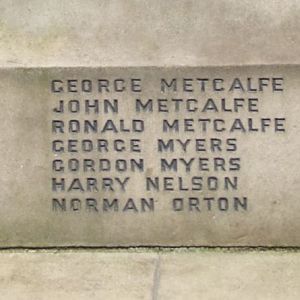 GEORGE METCALFE
JOHN METCALFE
RONALD METCALFE
GEORGE MYERS
GORDON MYERS
HARRY NELSON
NORMAN ORTON